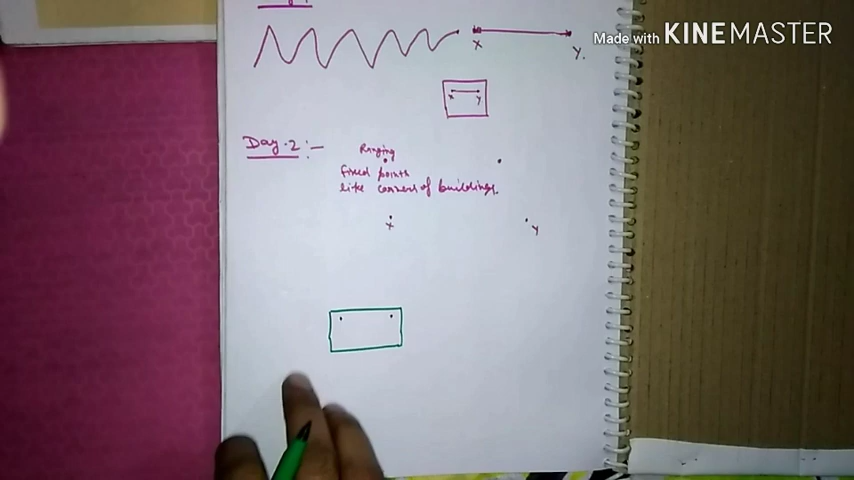 Made with KINEMASTER
X
Y.
X Y
Day.2:-
Ranging
fixed points
like corners of buildings.
X
Y